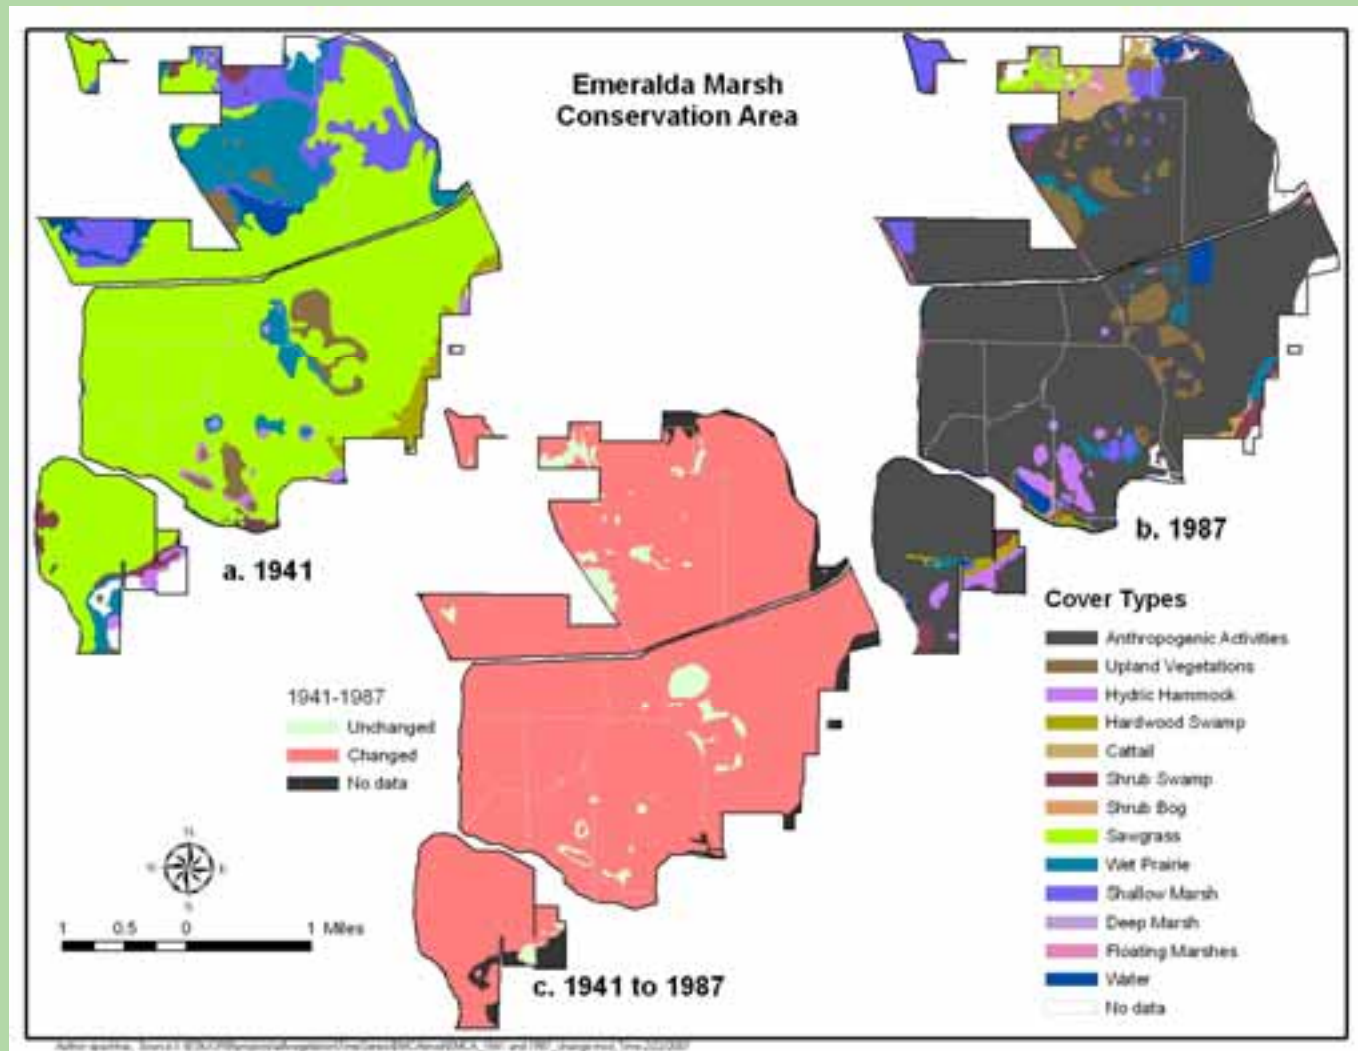 Emeralda Marsh
Conservation Area
a. 1941
b. 1987
c. 1941 to 1987
1941-1987
Unchanged
Changed
No data
N
S
1 0.5 0 1 Miles
Cover Types
Anthropogenic Activities
Upland Vegetations
Hydric Hammock
Hardwood Swamp
Cattail
Shrub Swamp
Shrub Bog
Sawgrass
Wet Prairie
Shallow Marsh
Deep Marsh
Floating Marshes
Water
No data